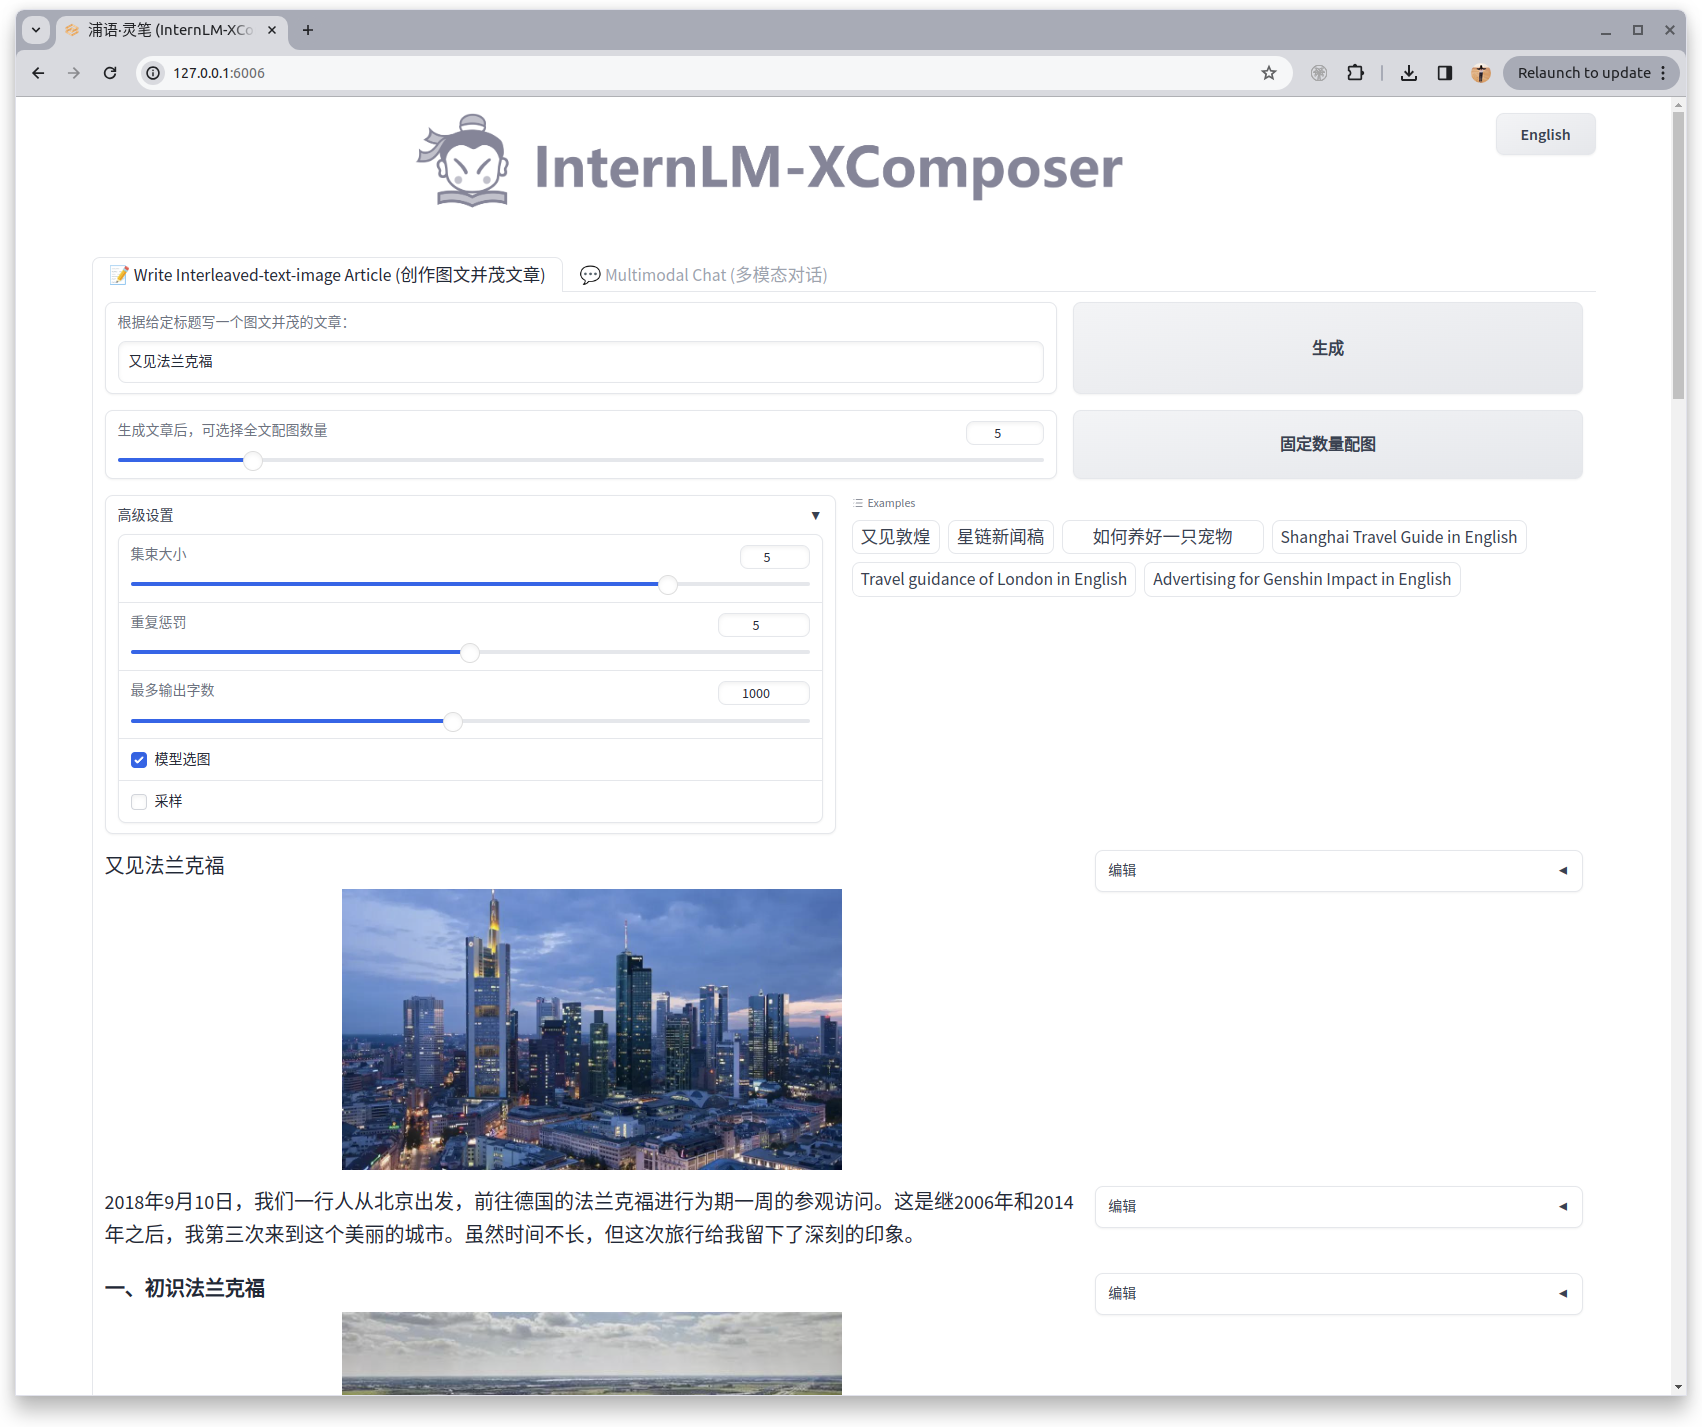 浦语·灵笔 (InternLM-XCo
127.0.0.1:6006
Relaunch to update
InternLM-XComposer
English
📝 Write Interleaved-text-image Article (创作图文并茂文章)
💬 Multimodal Chat (多模态对话)
根据给定标题写一个图文并茂的文章：
又见法兰克福
生成
生成文章后，可选择全文配图数量
5
固定数量配图
高级设置
▼
集束大小
5
重复惩罚
5
最多输出字数
1000
模型选图
采样
Examples
又见敦煌
星链新闻稿
如何养好一只宠物
Shanghai Travel Guide in English
Travel guidance of London in English
Advertising for Genshin Impact in English
又见法兰克福
编辑
◀
2018年9月10日，我们一行人从北京出发，前往德国的法兰克福进行为期一周的参观访问。这是继2006年和2014
年之后，我第三次来到这个美丽的城市。虽然时间不长，但这次旅行给我留下了深刻的印象。
编辑
◀
一、初识法兰克福
编辑
◀